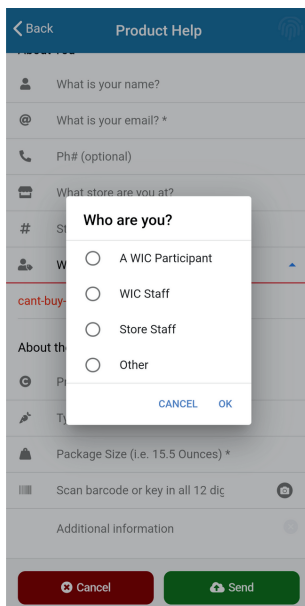 Back
Product Help
What is your name?
What is your email? *
Ph# (optional)
What store are you at?
#
Who are you?
A WIC Participant
WIC Staff
Store Staff
Other
CANCEL OK
cant-buy-
Package Size (i.e. 15.5 Ounces) *
Scan barcode or key in all 12 dig
Additional information
Cancel
Send